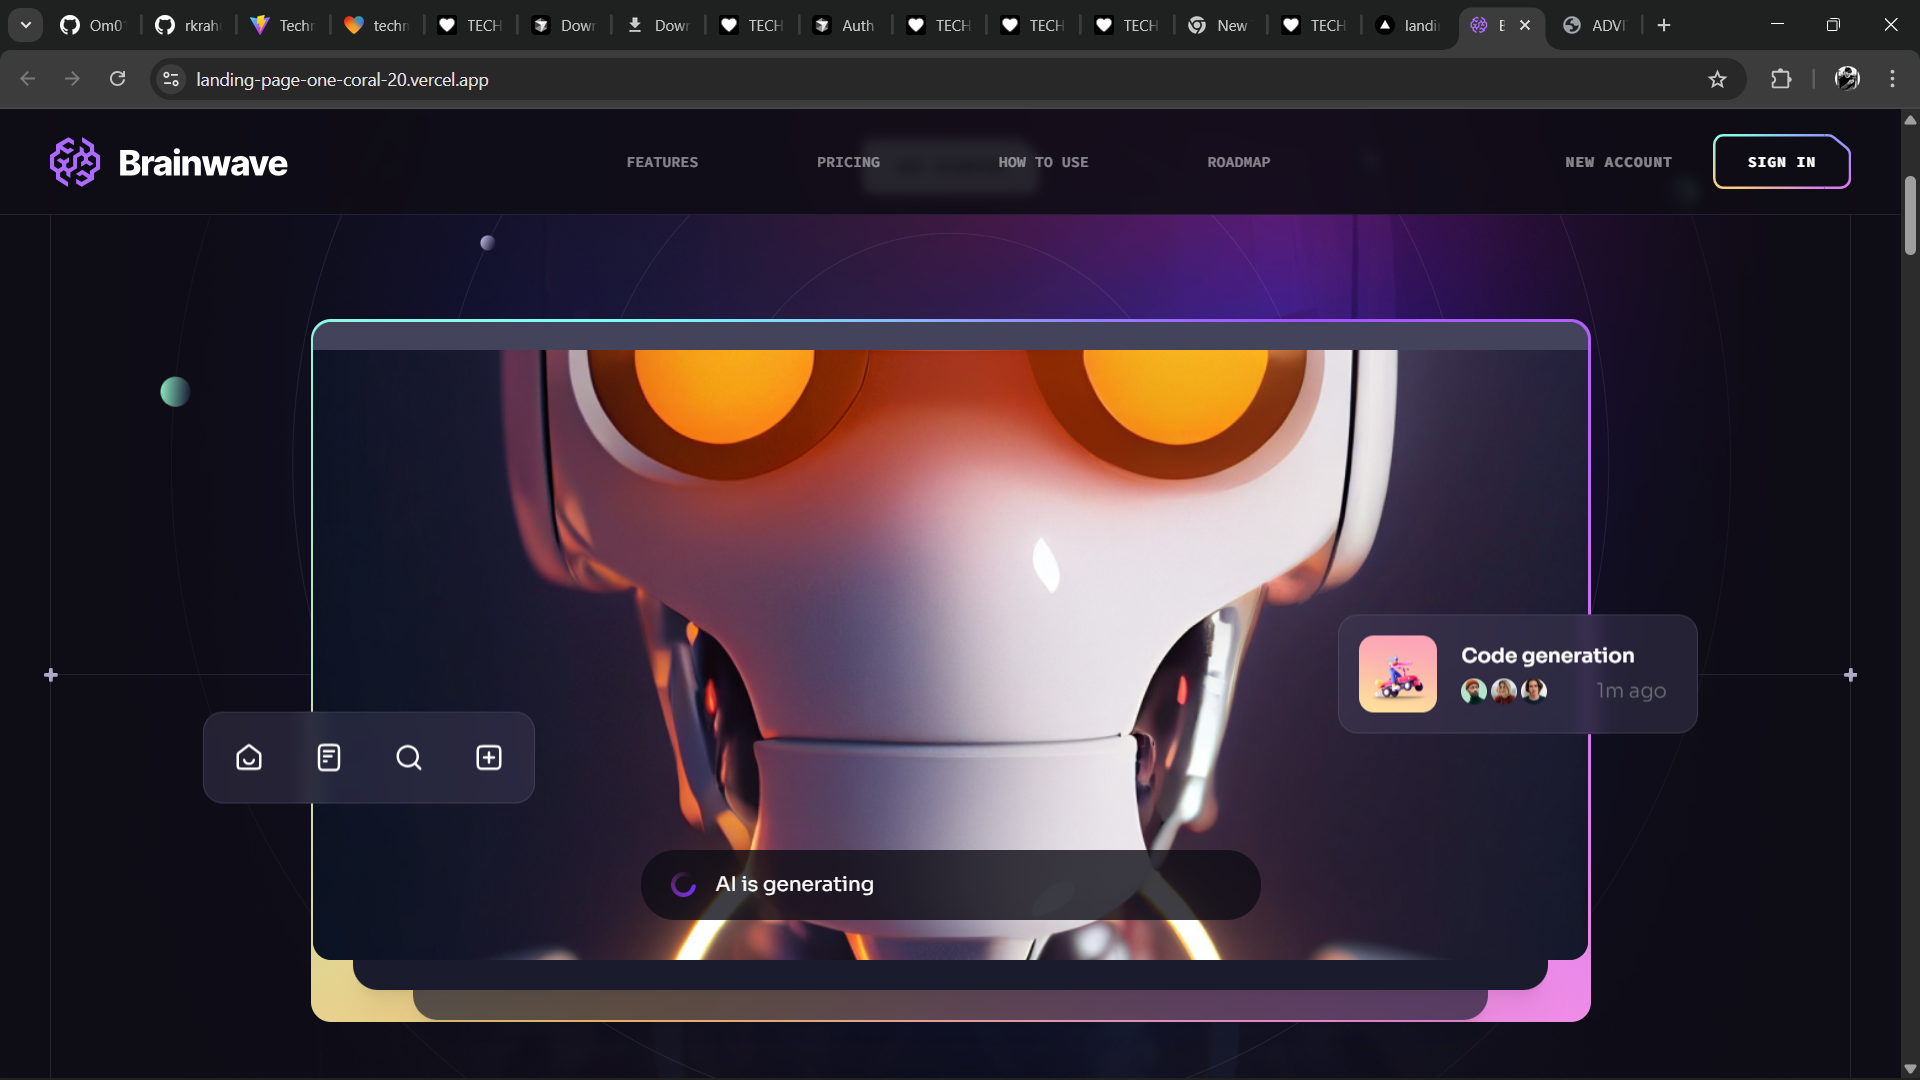 Om0
rkrah
Techn
techn
TECH
Dowr
Dowr
TECH
Auth
TECH
TECH
TECH
New
TECH
landi
E
ADVI
landing-page-one-coral-20.vercel.app
Brainwave
FEATURES
PRICING
HOW TO USE
ROADMAP
NEW ACCOUNT
SIGN IN
Code generation
1m ago
AI is generating